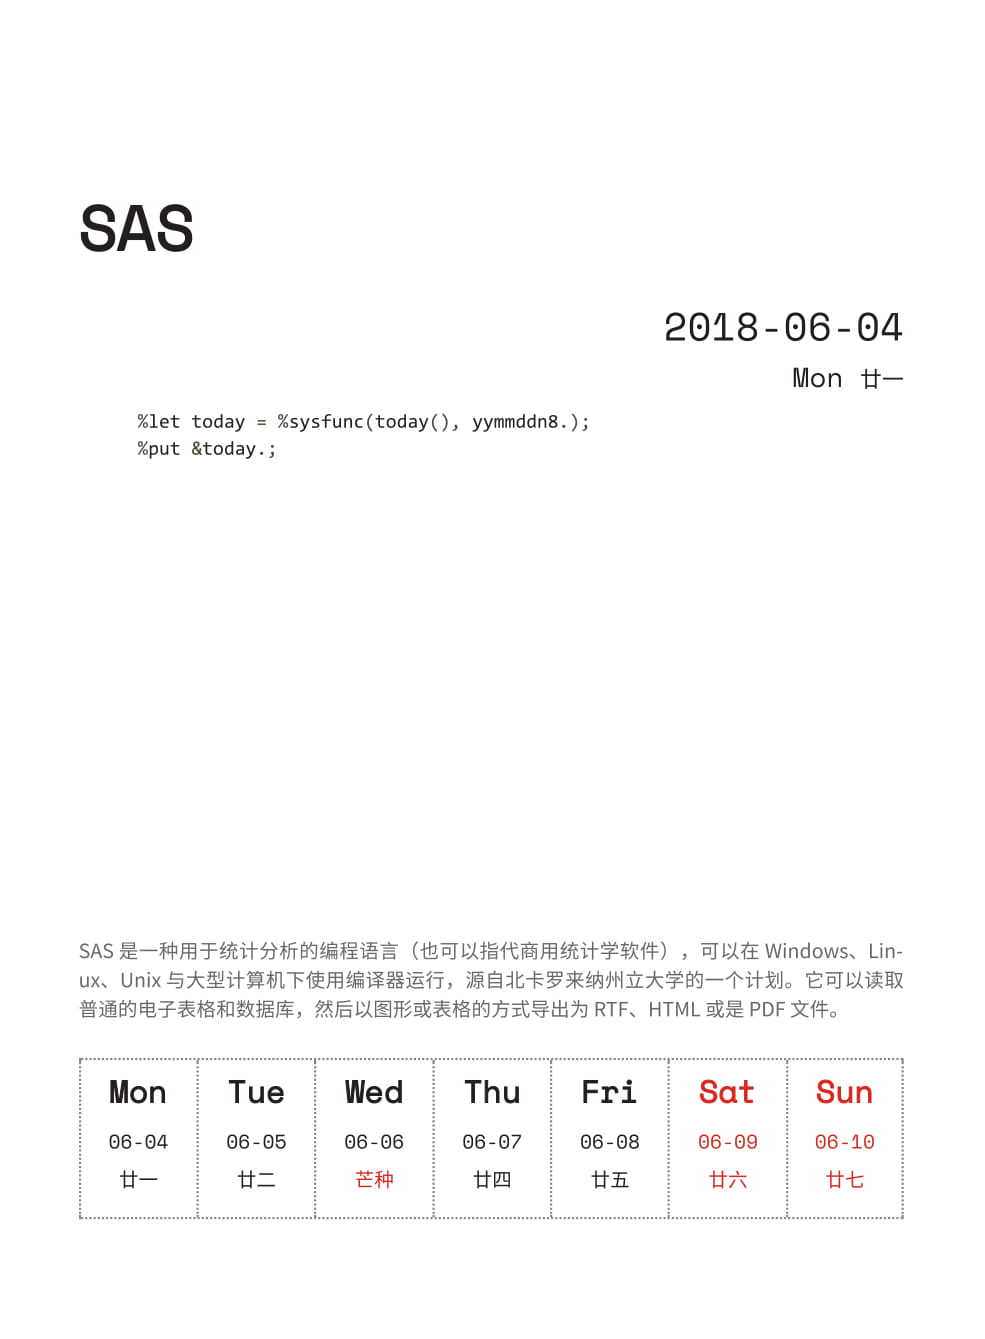 SAS
2018-06-04
Mon 廿一
%let today = %sysfunc(today(), yymmddn8.);
%put &today.;
SAS 是一种用于统计分析的编程语言（也可以指代商用统计学软件），可以在 Windows、Lin-
ux、Unix 与大型计算机下使用编译器运行，源自北卡罗来纳州立大学的一个计划。它可以读取
普通的电子表格和数据库，然后以图形或表格的方式导出为 RTF、HTML 或是 PDF 文件。
Mon Tue Wed Thu Fri Sat Sun
06-04 06-05 06-06 06-07 06-08 06-09 06-10
廿一 廿二 芒种 廿四 廿五 廿六 廿七